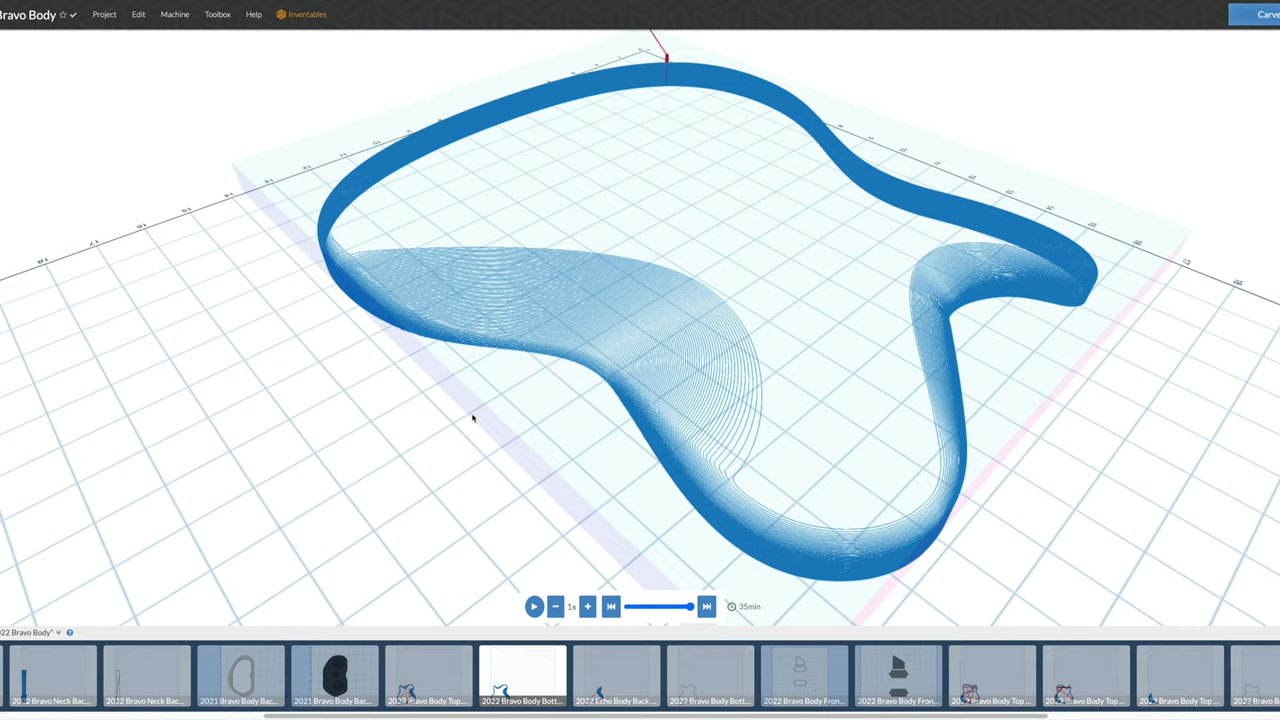 Bravo Body
Project
Edit
Machine
Toolbox
Help
Inventables
Carve
1x
35min
22 Bravo Body"
2022 Bravo Neck Bac...
2022 Bravo Neck Bac...
2021 Bravo Body Bac...
2021 Bravo Body Bac...
2022 Bravo Body Top...
2022 Bravo Body Bott...
2022 Echo Body Back ...
2022 Bravo Body Bott...
2022 Bravo Body Fron...
2022 Bravo Body Fron...
2022 Bravo Body Top ...
2022 Bravo Body Top ...
2022 Bravo Body Top ...
2022 Bravo Bo